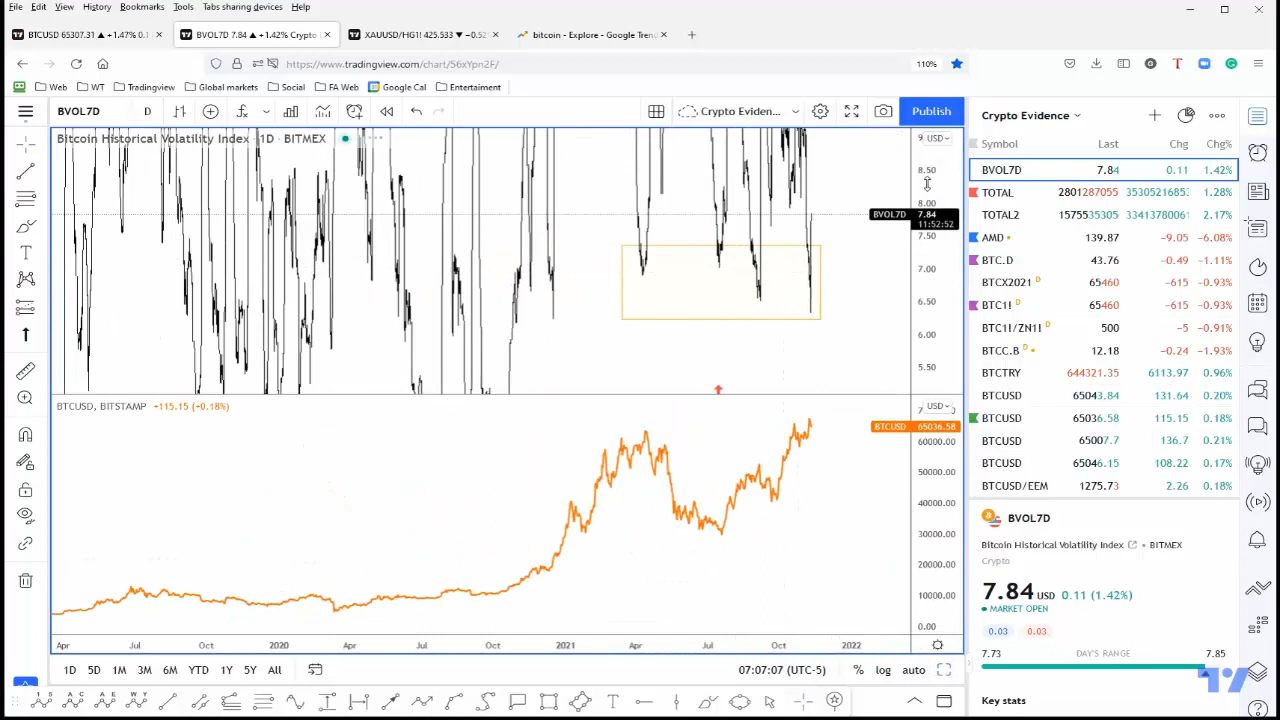 File Edit View History Bookmarks Tools Tabs sharing devices Help
BTCUSD 65307.31 ▲ +1.47% 0.1 × BVOL7D 7.84 ▲ +1.42% Crypto × XAUUSD/HG1! 425.533 ▼ −0.52 × bitcoin - Explore - Google Tren × +
https://www.tradingview.com/chart/56xYpn2F/ 110%
Web WT Tradingview Global markets Social FA Web Google Cal Entertaiment
BVOL7D D Crypto Eviden... Publish
Bitcoin Historical Volatility Index · 1D · BITMEX
USD
8.50
8.00
BVOL7D 7.84
11:52:52
7.50
7.00
6.50
6.00
5.50
BTCUSD, BITSTAMP −115.15 (−0.18%)
USD
BTCUSD 65036.58
60000.00
50000.00
40000.00
30000.00
20000.00
10000.00
0.00
Apr Jul Oct 2020 Apr Jul Oct 2021 Apr Jul Oct 2022
1D 5D 1M 3M 6M YTD 1Y 5Y All 07:07:07 (UTC-5) % log auto
Crypto Evidence
Symbol Last Chg Chg%
BVOL7D 7.84 0.11 1.42%
TOTAL 2801287055 3530521685 1.28%
TOTAL2 1575535305 3341378006 2.17%
AMD 139.87 −9.05 −6.08%
BTC.D 43.76 −0.49 −1.11%
BTCX2021 D 65460 −615 −0.93%
BTC1! D 65460 −615 −0.93%
BTC1!/ZN1! D 500 −5 −0.91%
BTCC.B D 12.18 −0.24 −1.93%
BTCTRY 644321.35 6113.97 0.96%
BTCUSD 65043.84 131.64 0.20%
BTCUSD 65036.58 115.15 0.18%
BTCUSD 65007.7 136.7 0.21%
BTCUSD 65046.15 108.22 0.17%
BTCUSD/EEM 1275.73 2.26 0.18%
BVOL7D
Bitcoin Historical Volatility Index • BITMEX
Crypto
7.84 USD 0.11 (1.42%)
MARKET OPEN
0.03 0.03
7.73 DAY'S RANGE 7.85
Key stats